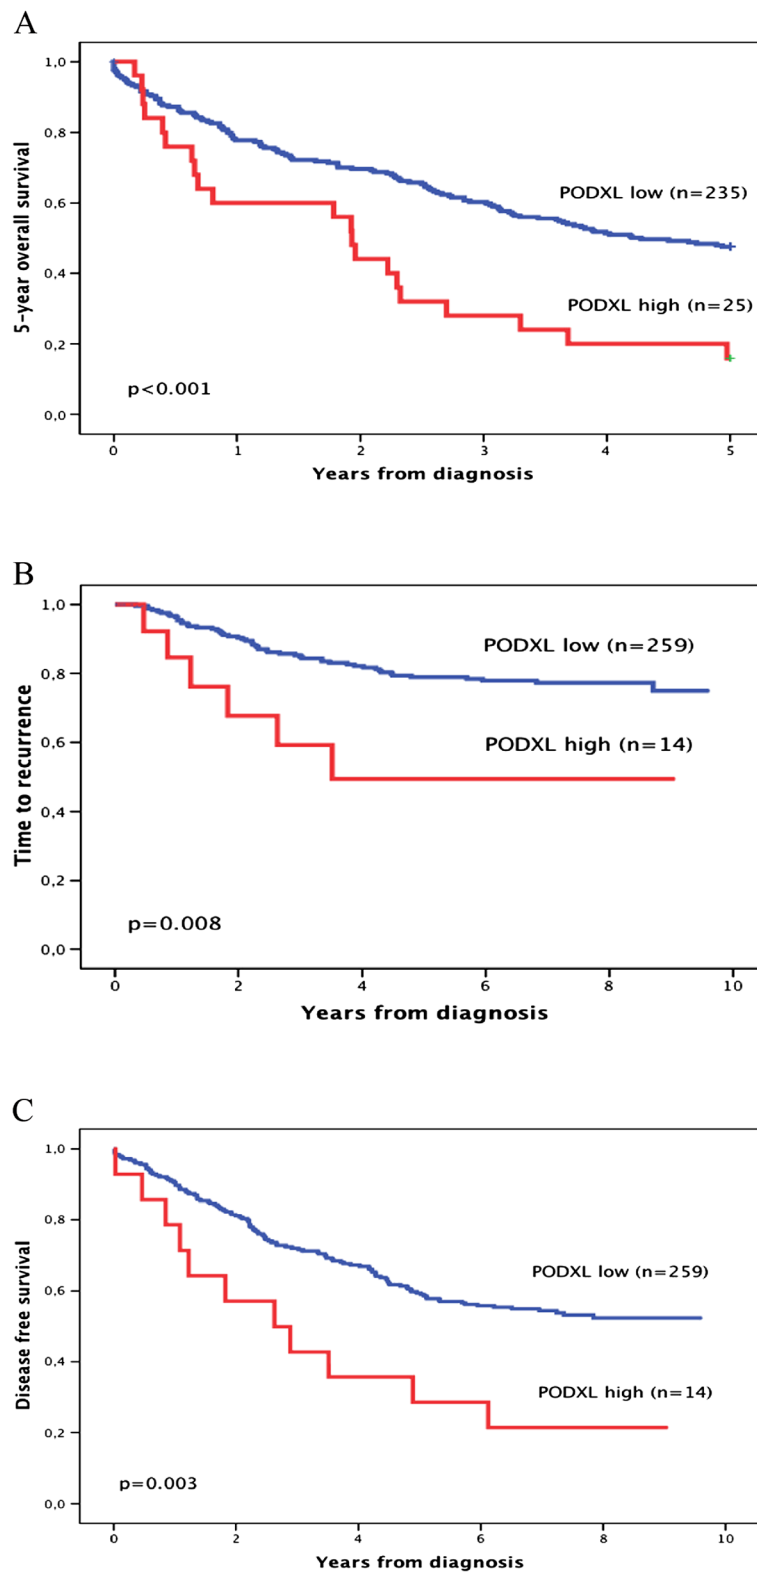 A
5-year overall survival
1,0
0,8
0,6
0,4
0,2
0,0
PODXL low (n=235)
PODXL high (n=25)
p<0.001
0 1 2 3 4 5
Years from diagnosis
B
Time to recurrence
1,0
0,8
0,6
0,4
0,2
0,0
PODXL low (n=259)
PODXL high (n=14)
p=0.008
0 2 4 6 8 10
Years from diagnosis
C
Disease free survival
1,0
0,8
0,6
0,4
0,2
0,0
PODXL low (n=259)
PODXL high (n=14)
p=0.003
0 2 4 6 8 10
Years from diagnosis